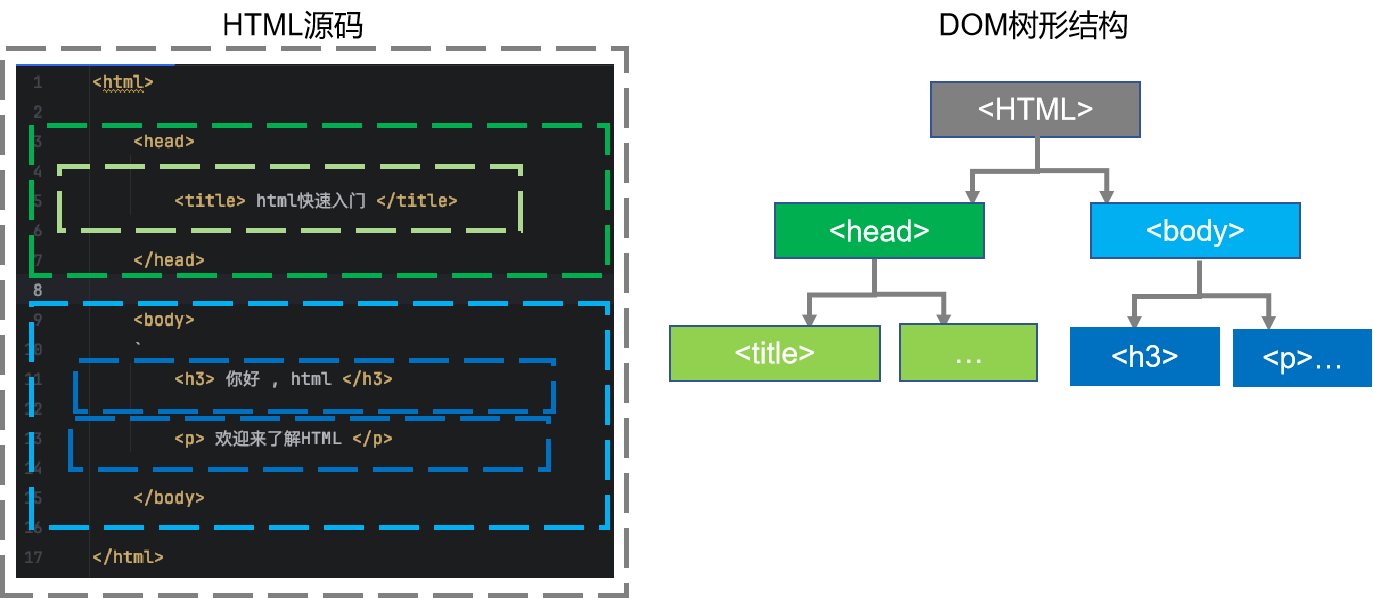 HTML源码
1 <html>
2
3 <head>
4
5 <title> html快速入门 </title>
6
7 </head>
8
9 <body>
10 `
11 <h3> 你好 , html </h3>
12
13 <p> 欢迎来了解HTML </p>
14
15 </body>
16
17 </html>
DOM树形结构
<HTML>
<head> <body>
<title> … <h3> <p>…